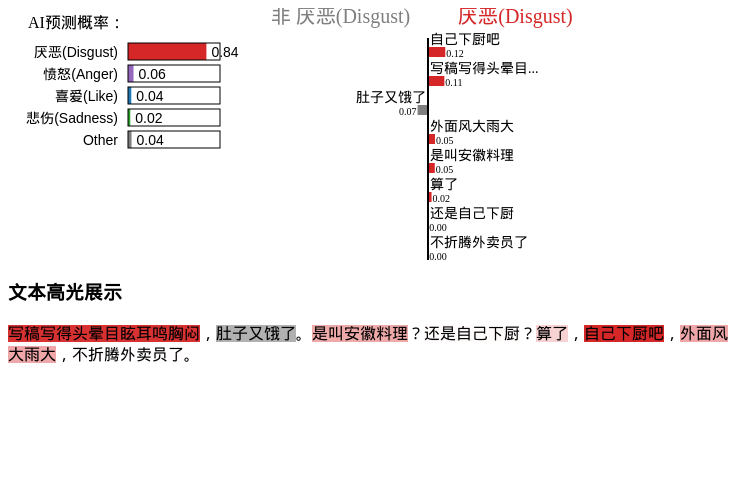 AI预测概率：
厌恶(Disgust) 0.84
愤怒(Anger) 0.06
喜爱(Like) 0.04
悲伤(Sadness) 0.02
Other 0.04
非 厌恶(Disgust) 厌恶(Disgust)
自己下厨吧
0.12
写稿写得头晕目...
0.11
肚子又饿了
0.07
外面风大雨大
0.05
是叫安徽料理
0.05
算了
0.02
还是自己下厨
0.00
不折腾外卖员了
0.00
文本高光展示
写稿写得头晕目眩耳鸣胸闷，肚子又饿了。是叫安徽料理？还是自己下厨？算了，自己下厨吧，外面风
大雨大，不折腾外卖员了。